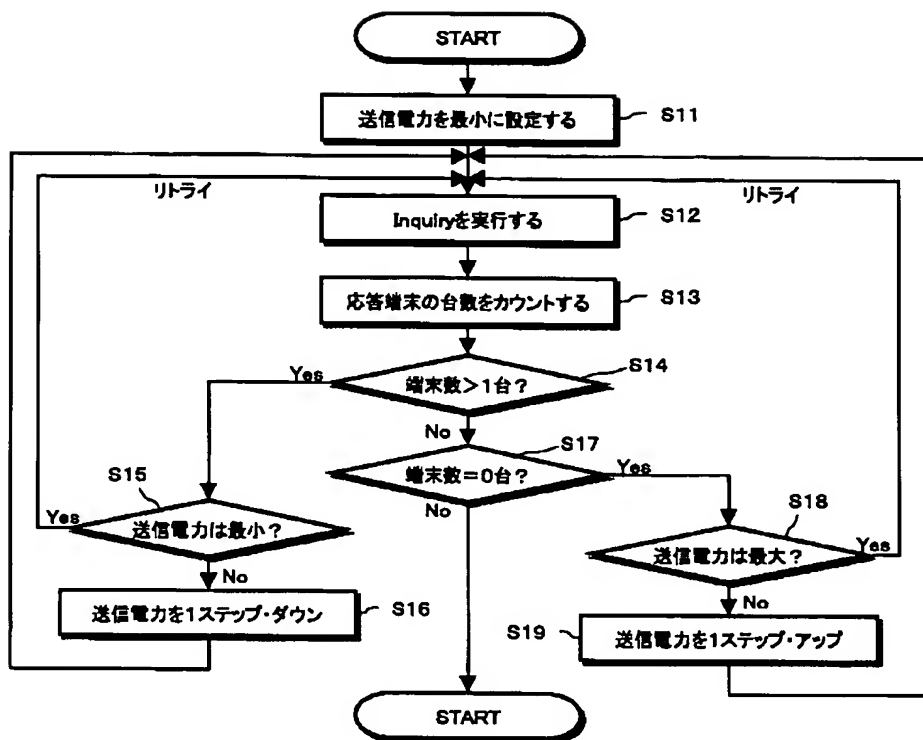 START
送信電力を最小に設定する
S11
リトライ
リトライ
Inquiryを実行する
S12
応答端末の台数をカウントする
S13
端末数＞1台？
S14
Yes
No
端末数＝0台？
S17
Yes
No
S15
送信電力は最小？
Yes
No
S18
送信電力は最大？
Yes
No
送信電力を1ステップ・ダウン
S16
S19
送信電力を1ステップ・アップ
START